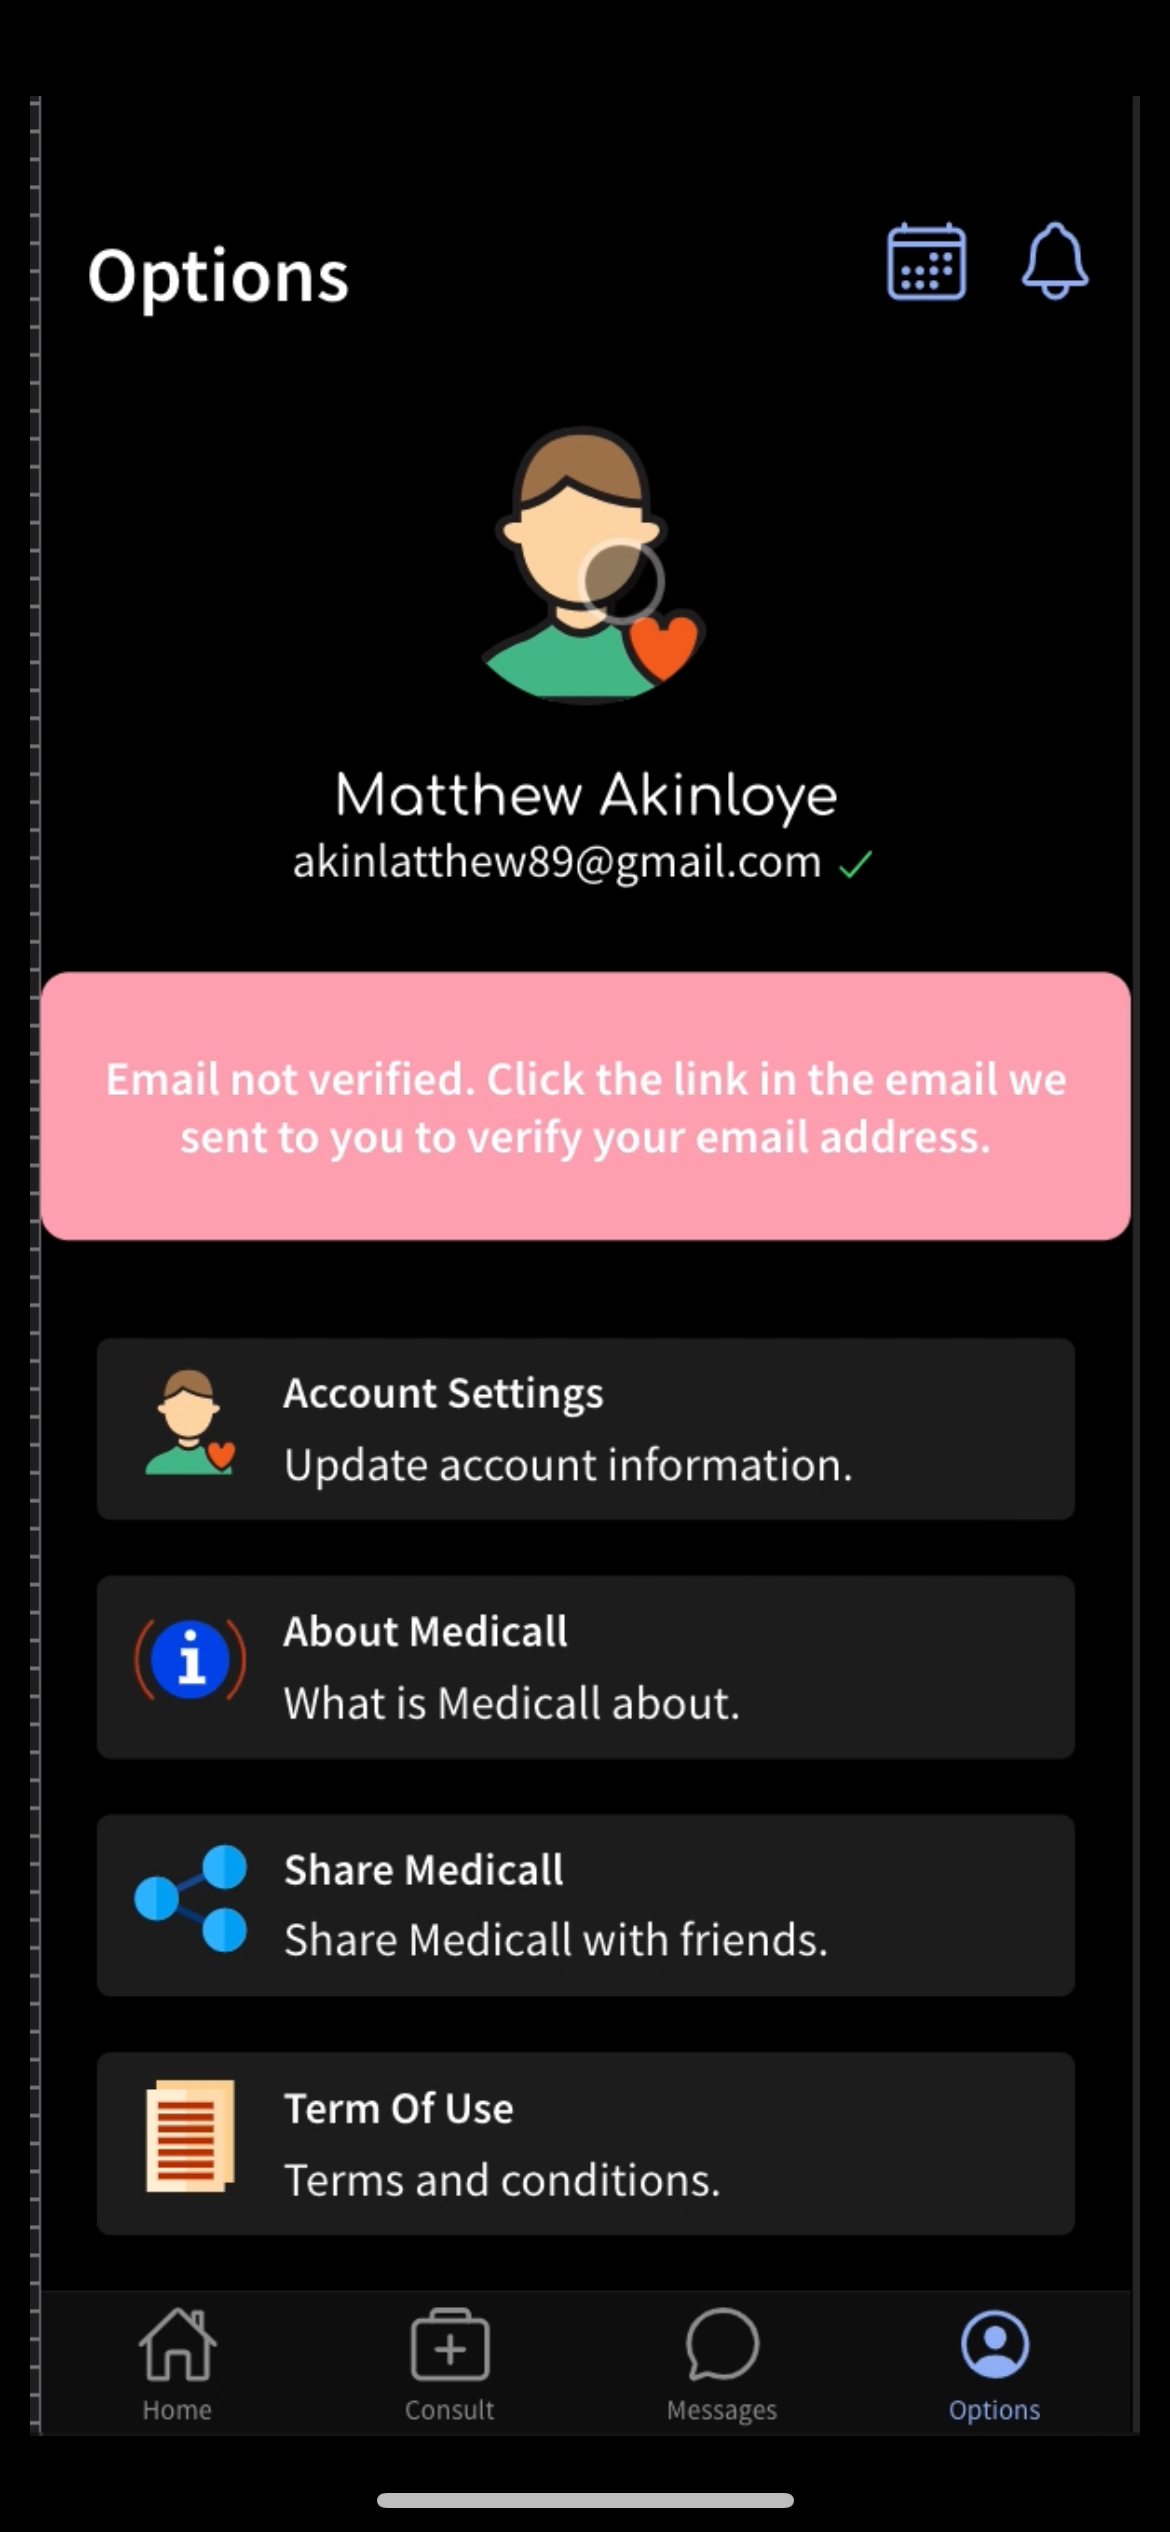 Options
Matthew Akinloye
akinlatthew89@gmail.com
Email not verified. Click the link in the email we
sent to you to verify your email address.
Account Settings
Update account information.
About Medicall
What is Medicall about.
Share Medicall
Share Medicall with friends.
Term Of Use
Terms and conditions.
Home
Consult
Messages
Options